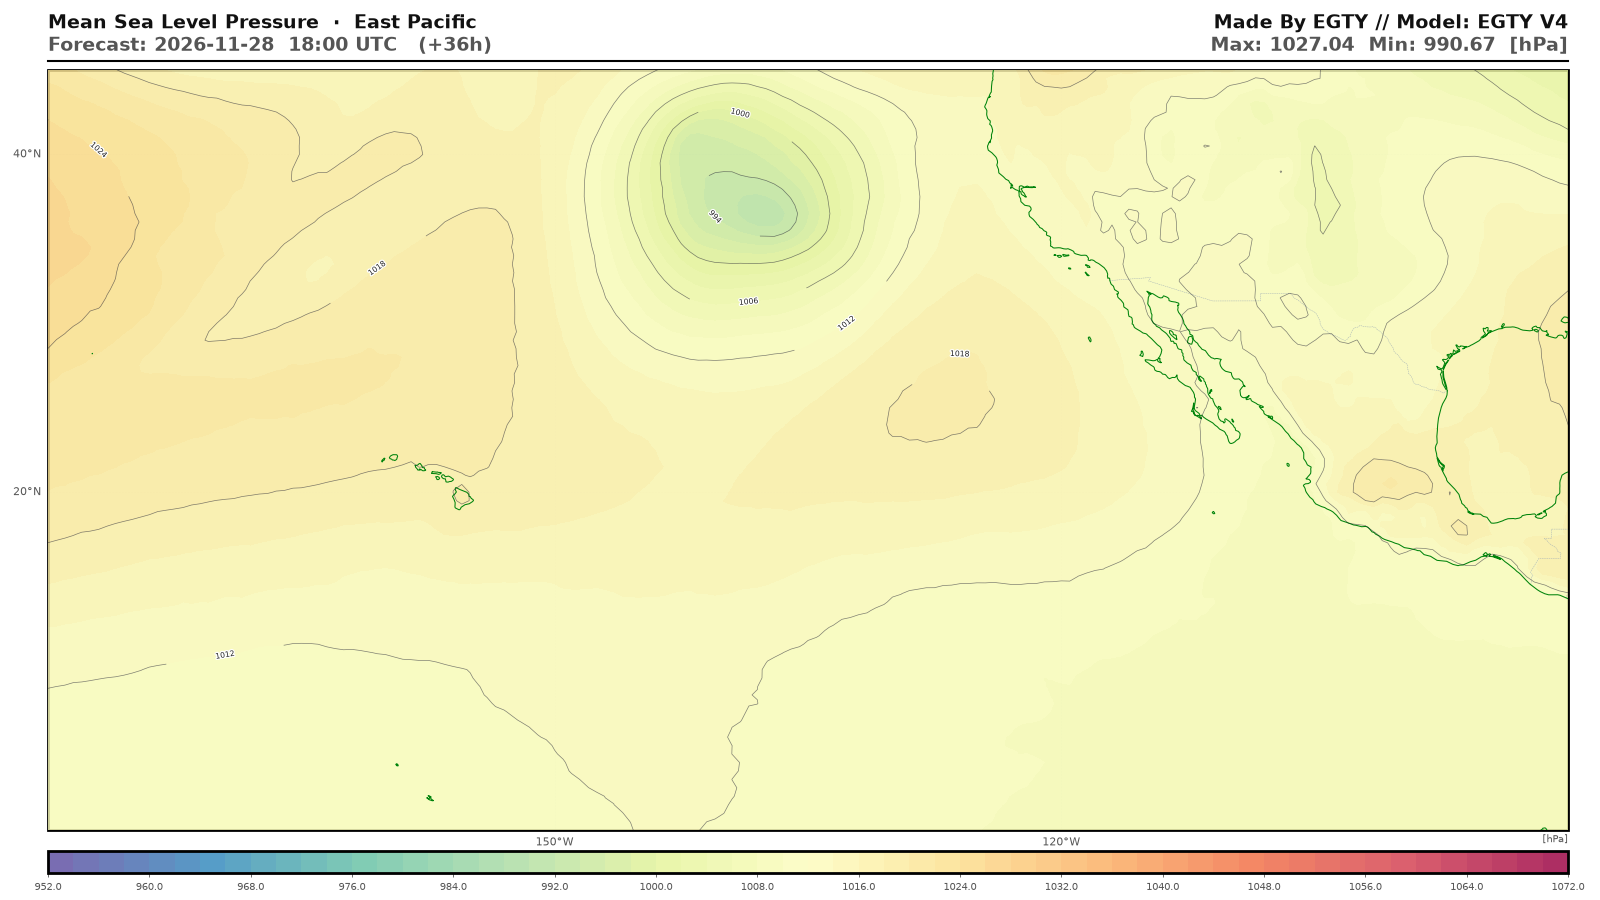 Mean Sea Level Pressure · East Pacific
Made By EGTY // Model: EGTY V4
Forecast: 2026-11-28 18:00 UTC (+36h)
Max: 1027.04 Min: 990.67 [hPa]
1000
1024
40°N
994
1018
1006
1012
1018
20°N
1012
150°W
120°W
[hPa]
952.0
960.0
968.0
976.0
984.0
992.0
1000.0
1008.0
1016.0
1024.0
1032.0
1040.0
1048.0
1056.0
1064.0
1072.0